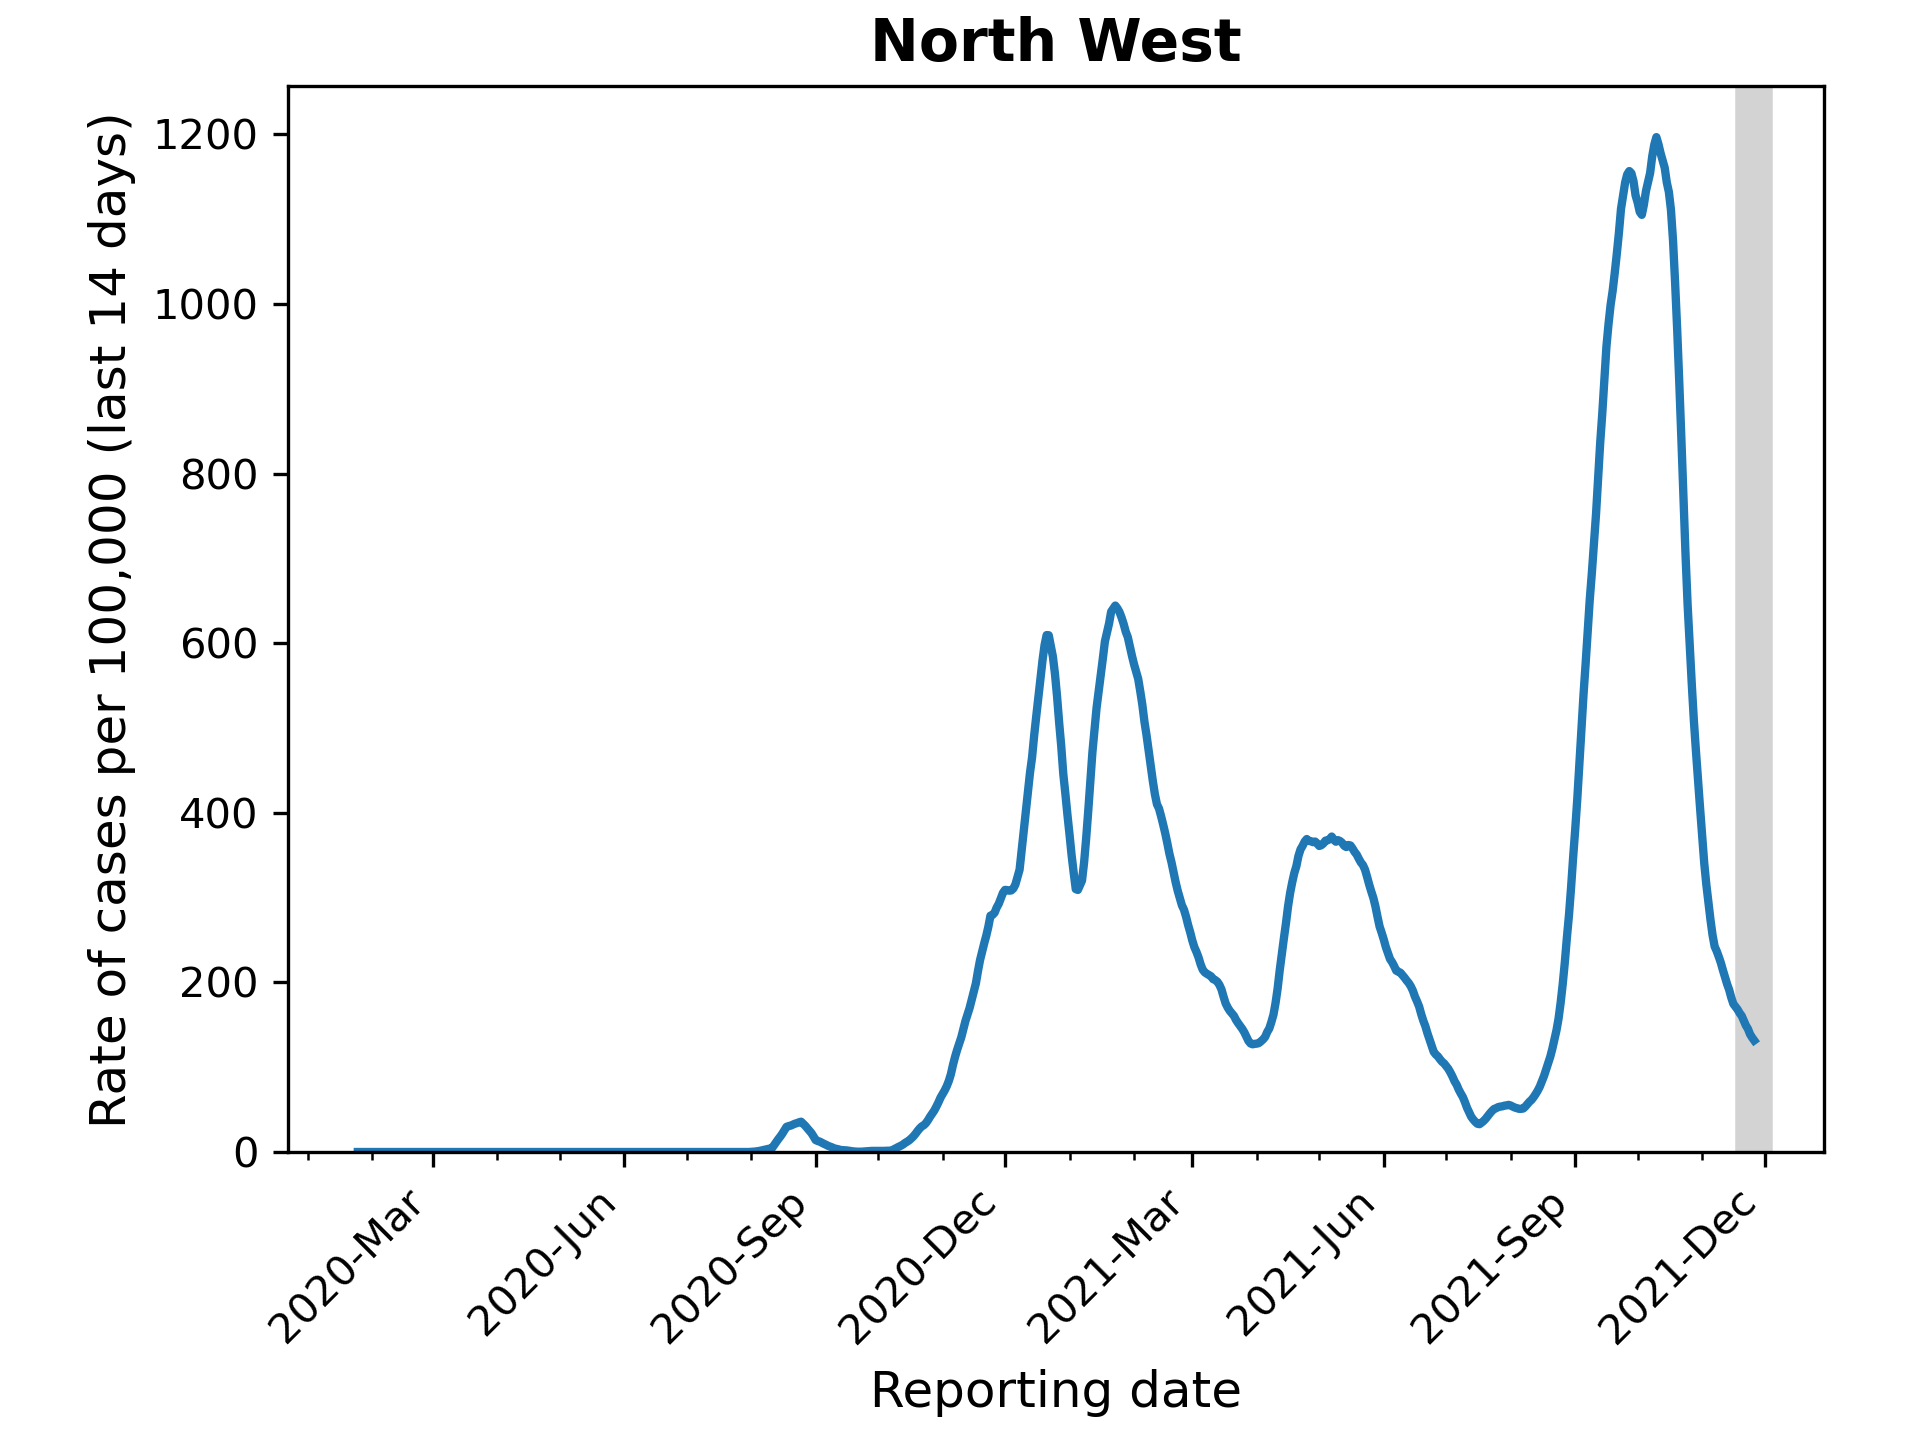 North West
Rate of cases per 100,000 (last 14 days)
1200
1000
800
600
400
200
0
2020-Mar
2020-Jun
2020-Sep
2020-Dec
2021-Mar
2021-Jun
2021-Sep
2021-Dec
Reporting date